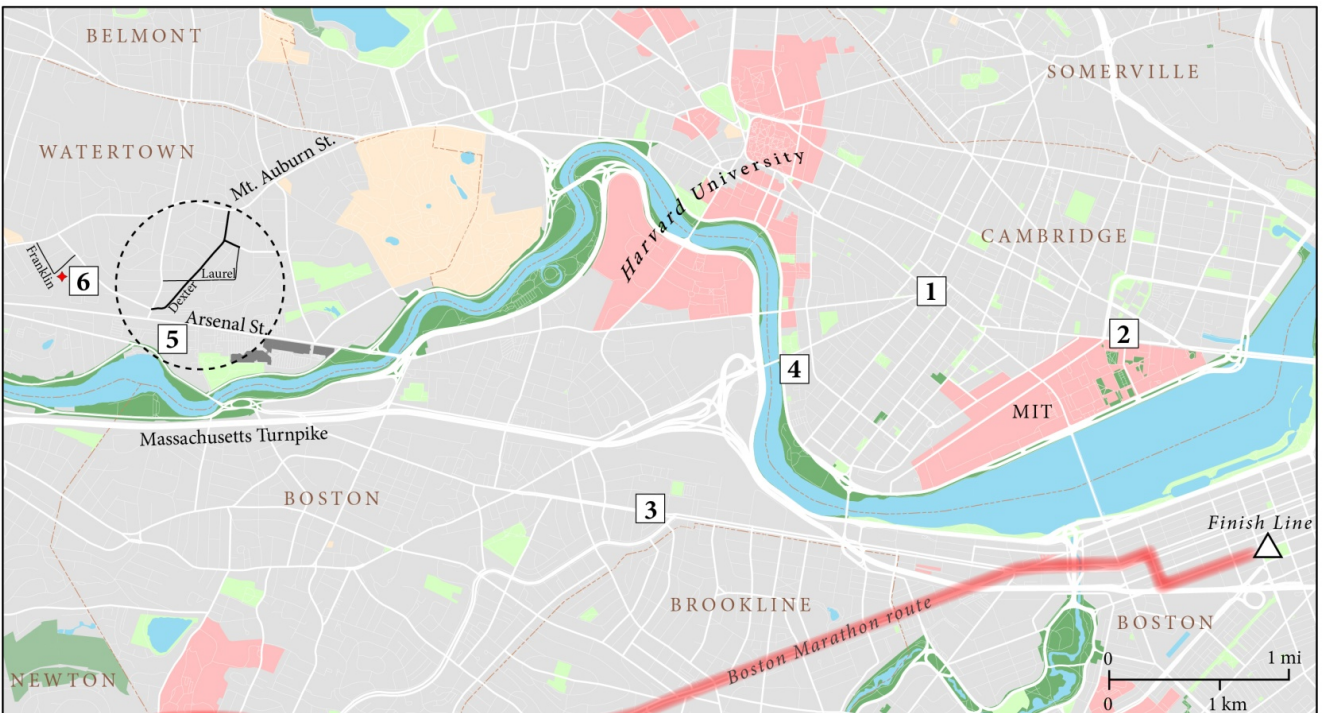 BELMONT
SOMERVILLE
WATERTOWN
Mt. Auburn St.
Harvard University
CAMBRIDGE
Franklin
6
Laurel
Dexter
1
Arsenal St.
5
2
4
MIT
Massachusetts Turnpike
BOSTON
3
Finish Line
BROOKLINE
Boston Marathon route
BOSTON
NEWTON
0
1 mi
0
1 km